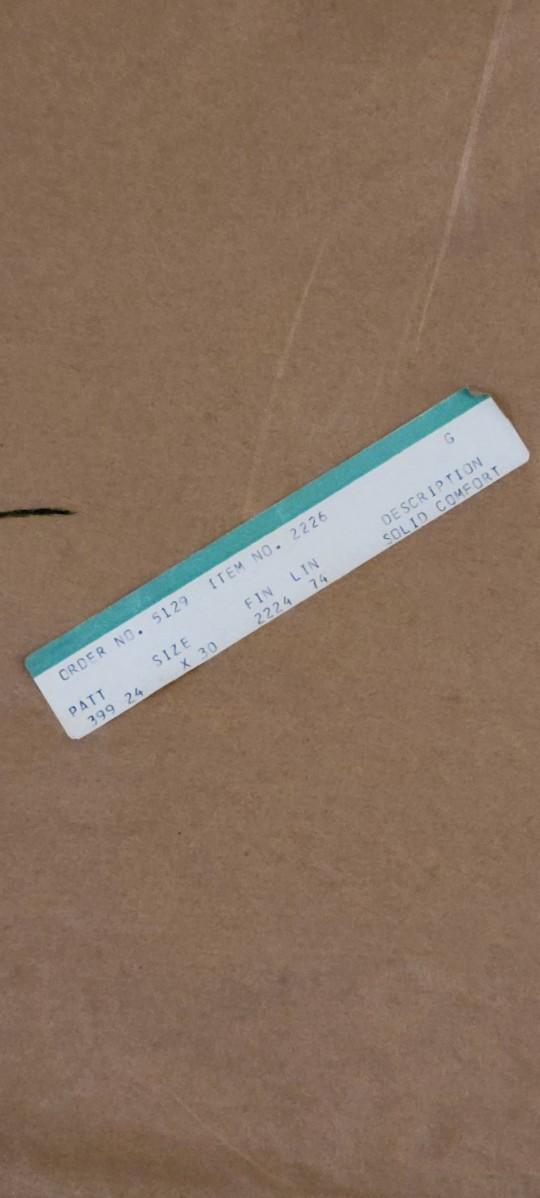 G
ORDER NO. 5129 ITEM NO. 2226
PATT SIZE FIN LIN DESCRIPTION
399 24 X 30 2224 74 SOLID COMFORT